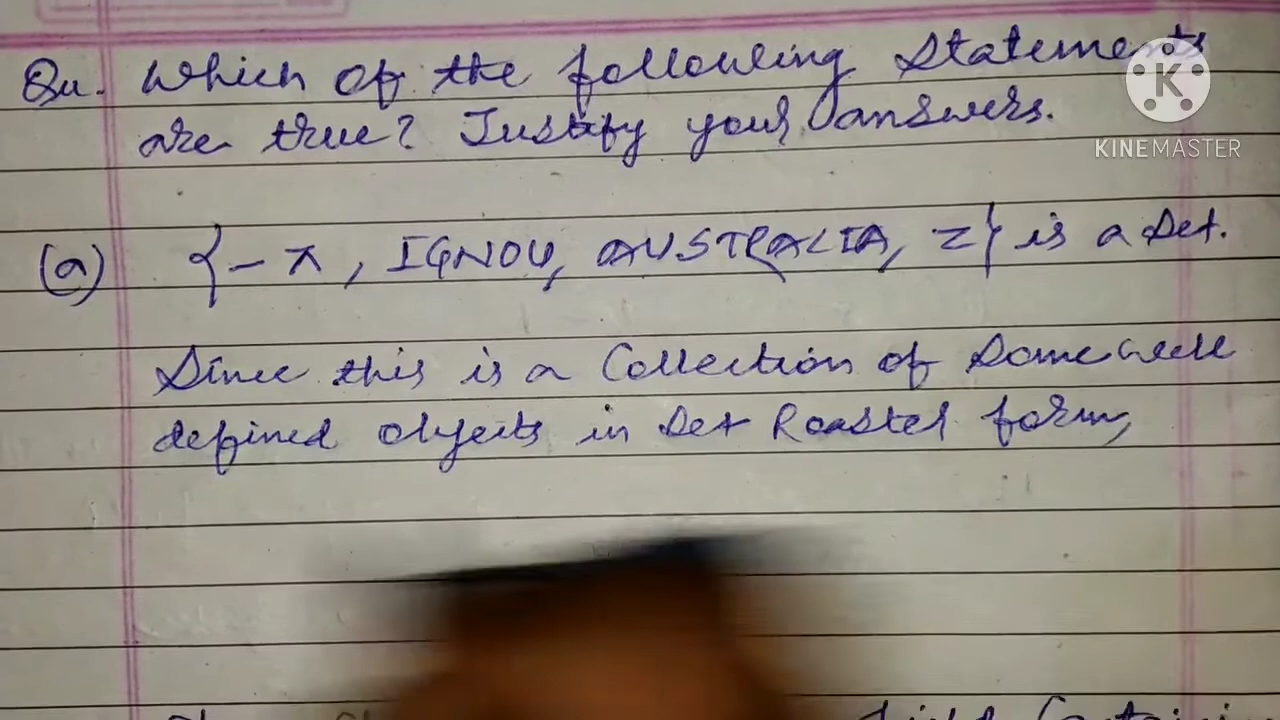 Qu. Which of the following statements
are true? Justify your answers.
KINEMASTER
(a) {-x, IGNOU, AUSTRALIA, Z} is a set.
Since this is a Collection of some well
defined objects in set Roaster form,